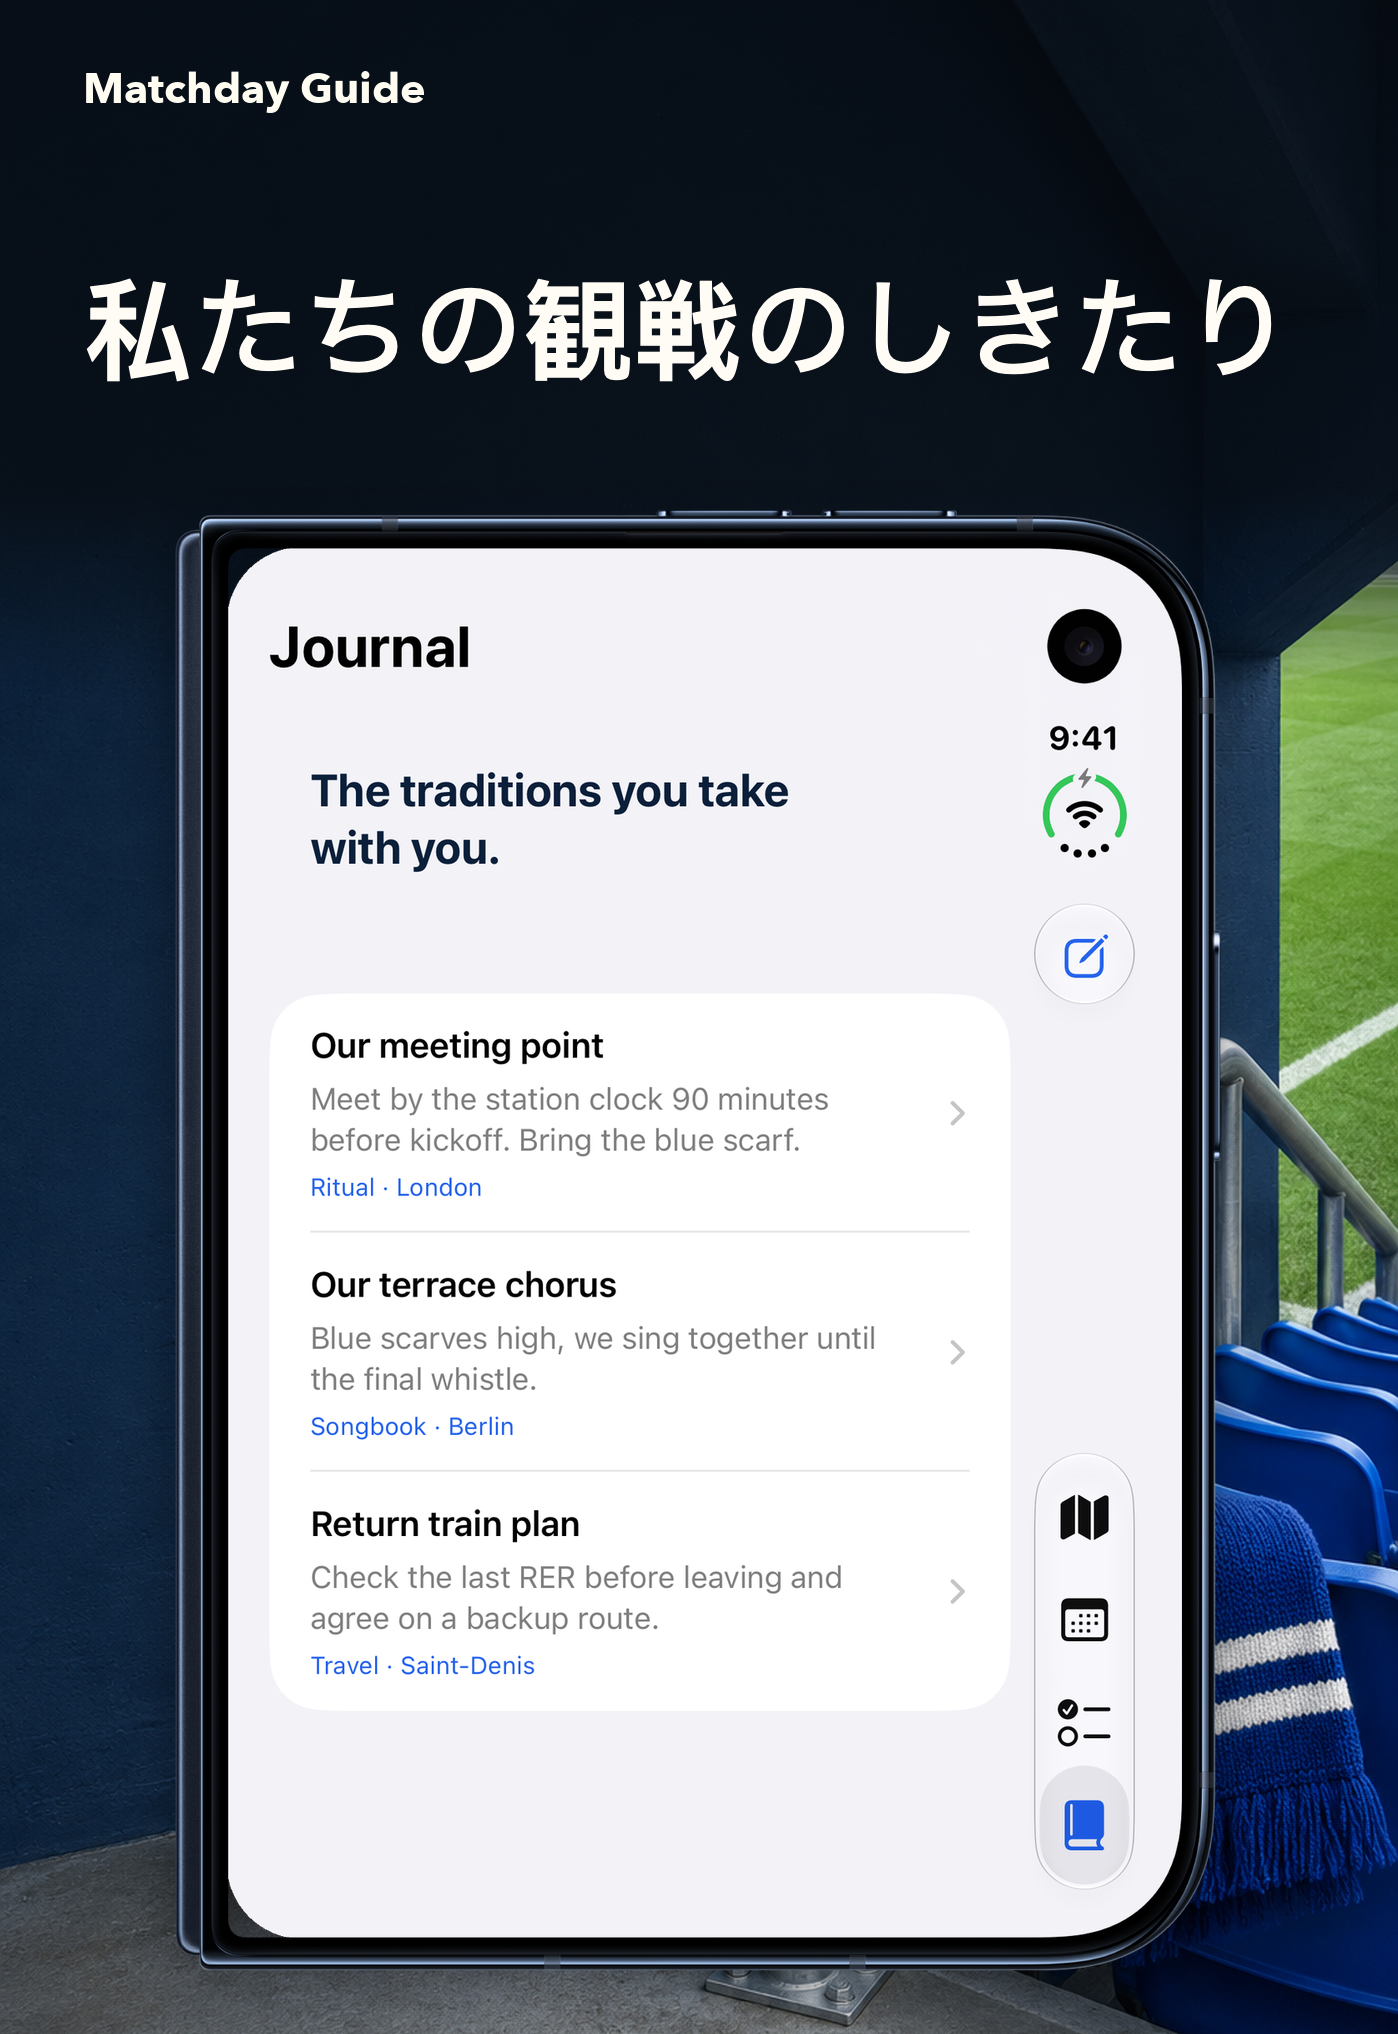 Matchday Guide
私たちの観戦のしきたり
Journal
9:41
The traditions you take
with you.
Our meeting point
Meet by the station clock 90 minutes
before kickoff. Bring the blue scarf.
Ritual · London
Our terrace chorus
Blue scarves high, we sing together until
the final whistle.
Songbook · Berlin
Return train plan
Check the last RER before leaving and
agree on a backup route.
Travel · Saint-Denis